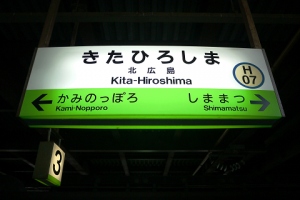 きたひろしま
北広島
Kita-Hiroshima
H
07
かみのっぽろ
Kami-Nopporo
しままつ
Shimamatsu
3